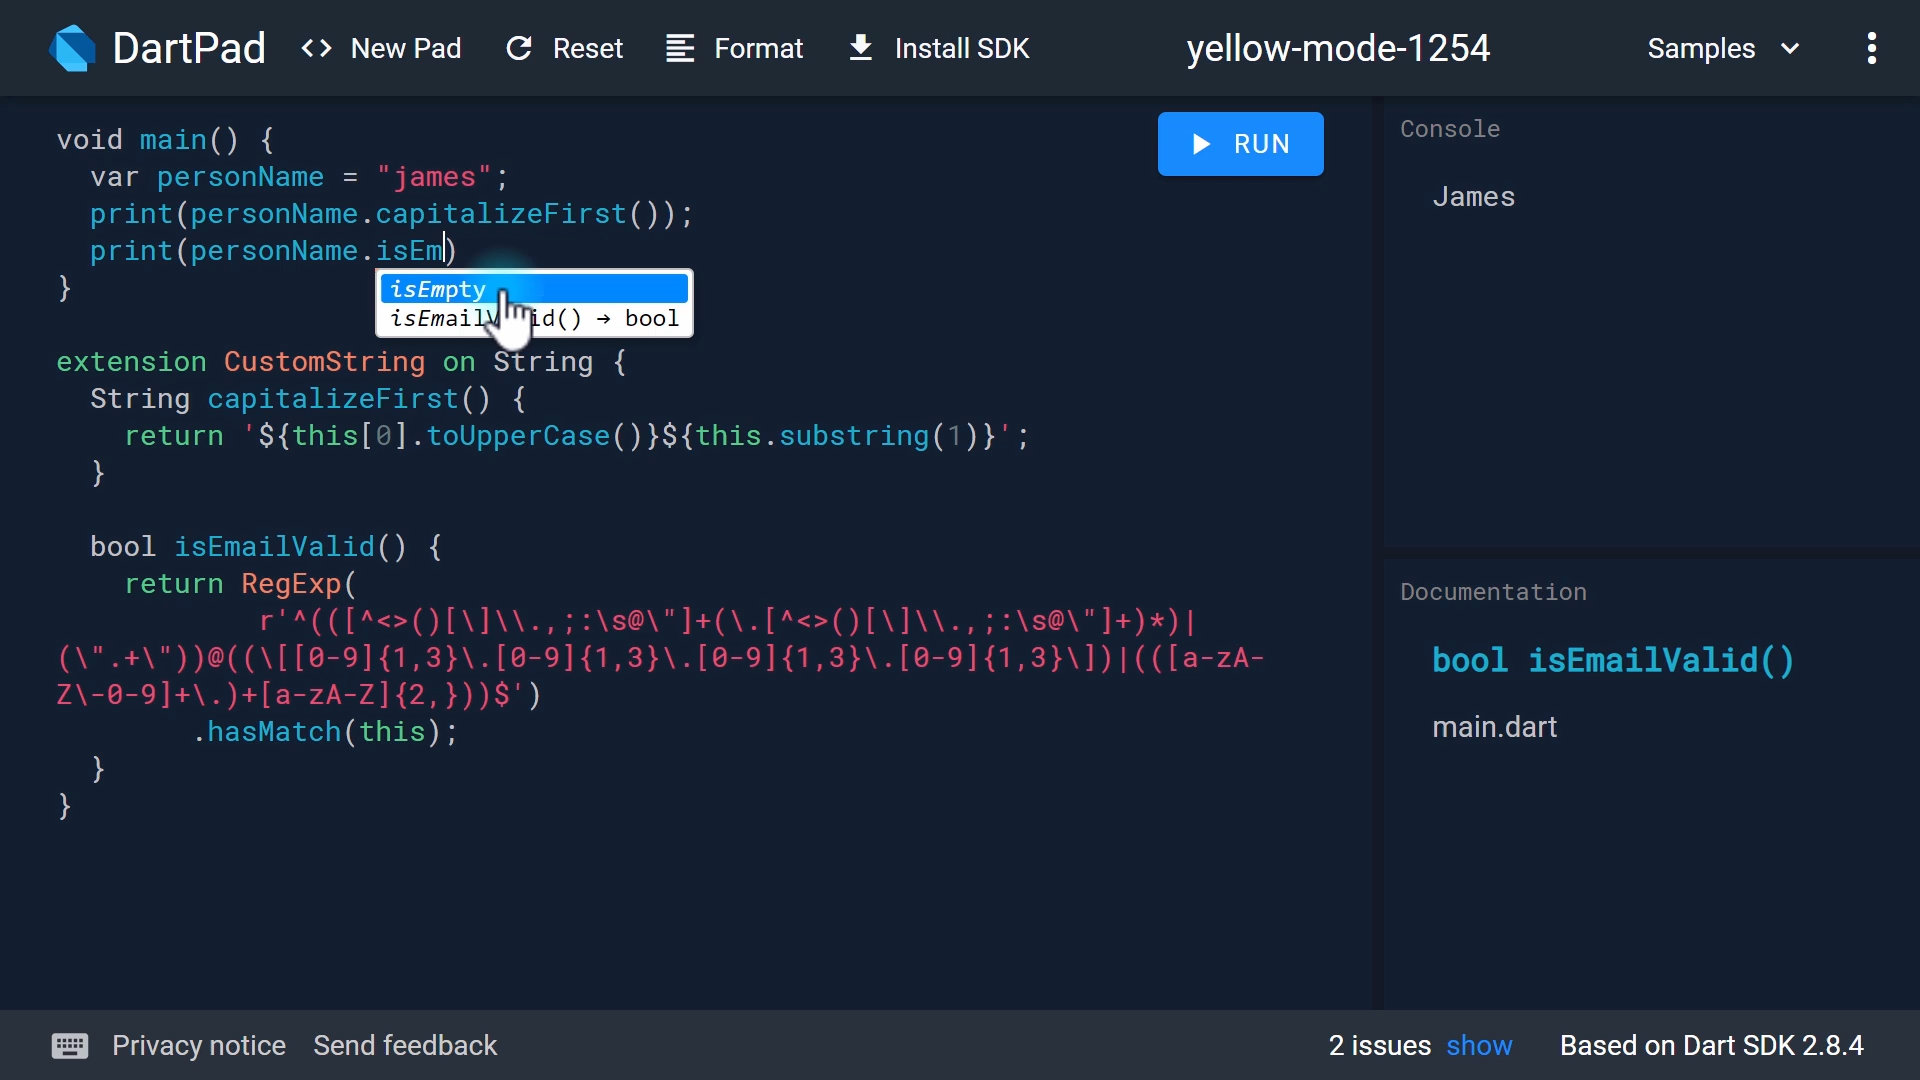 DartPad
<> New Pad
Reset
Format
Install SDK
yellow-mode-1254
Samples
void main() {
var personName = "james";
print(personName.capitalizeFirst());
print(personName.isEm)
}
isEmpty
→ bool
RUN
extension CustomString on String {
String capitalizeFirst() {
return '${this[0].toUpperCase()}${this.substring(1)}';
}
bool isEmailValid() {
return RegExp(
r'^(([^<>()[\]\\.,;:\s@\"]+(\.[^<>()[\]\\.,;:\s@\"]+)*)|
(\".+\"))@((\[[0-9]{1,3}\.[0-9]{1,3}\.[0-9]{1,3}\.[0-9]{1,3}\])|(([a-zA-
Z\-0-9]+\.)+[a-zA-Z]{2,}))$')
.hasMatch(this);
}
}
Console
James
Documentation
bool isEmailValid()
main.dart
Privacy notice
Send feedback
2 issues show
Based on Dart SDK 2.8.4